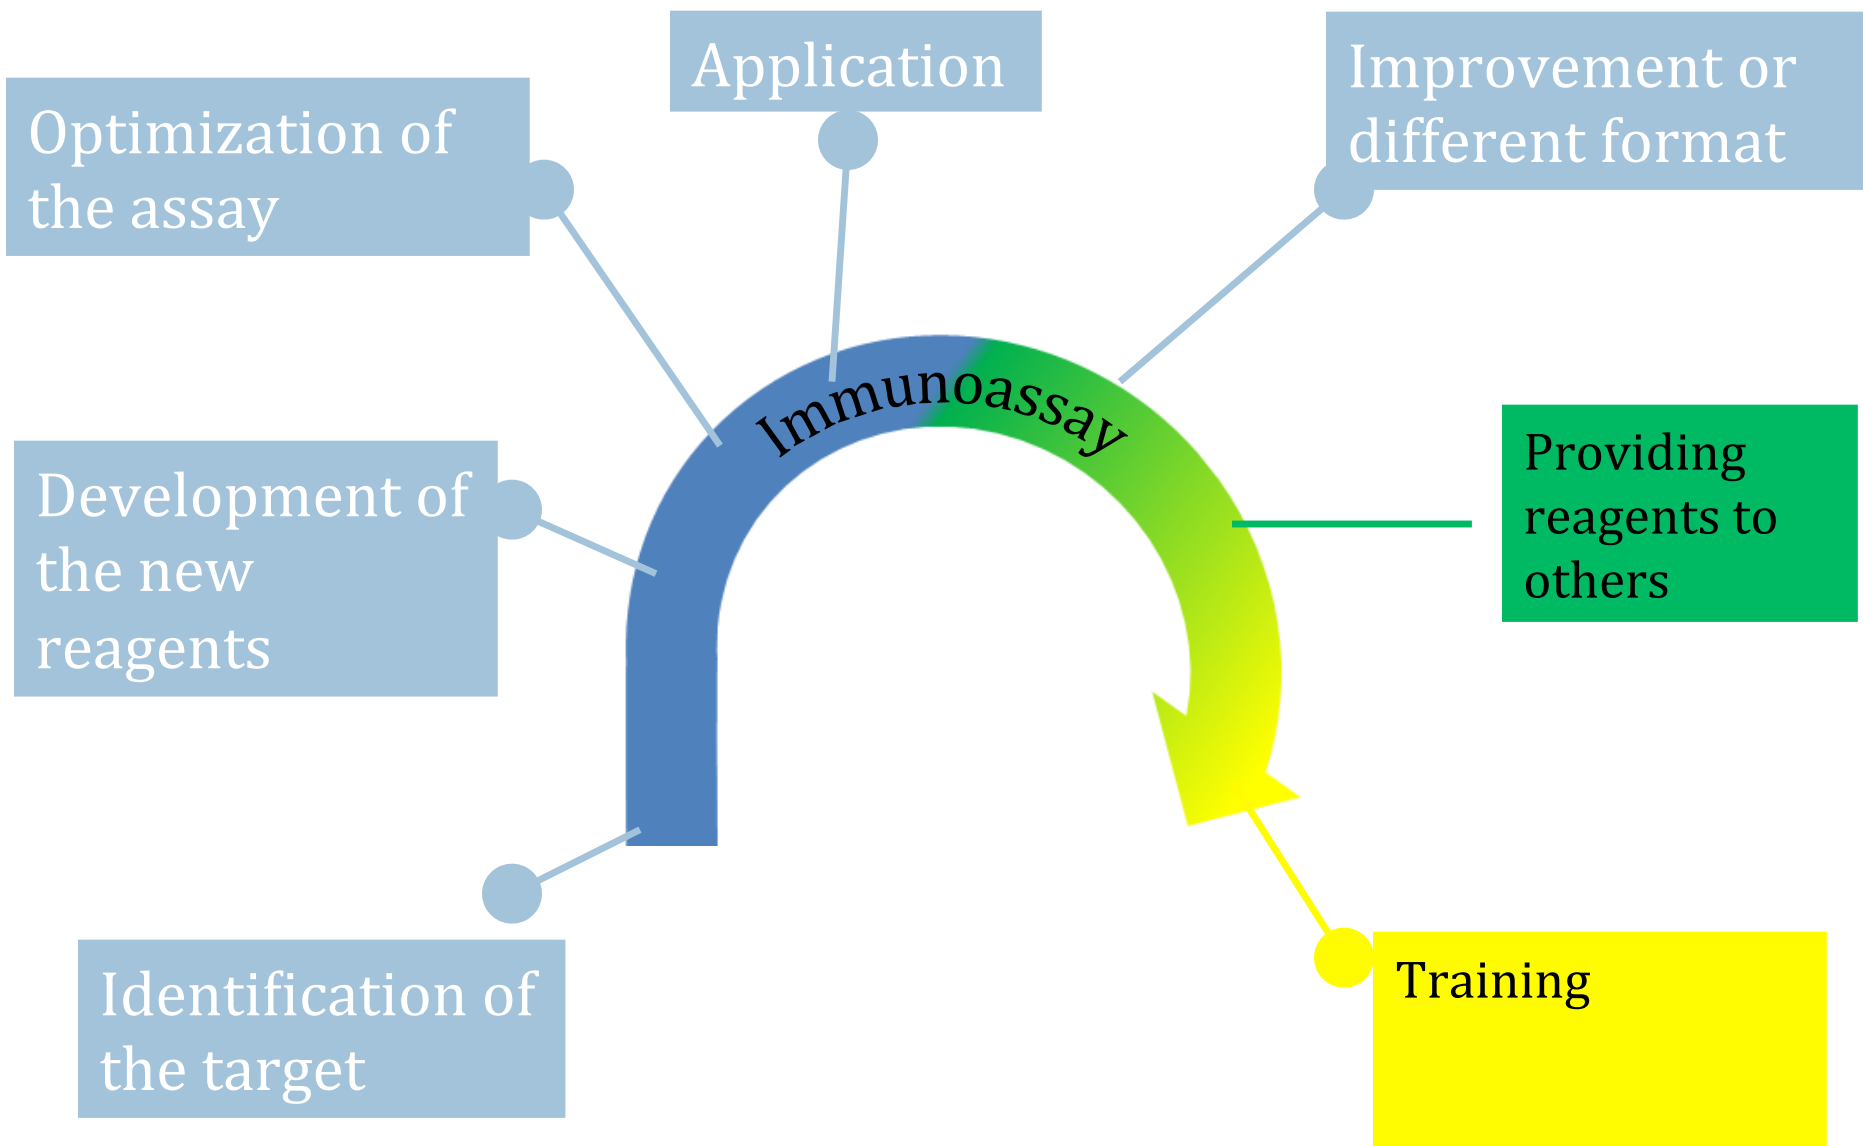 Identification of
the target
Development of
the new
reagents
Optimization of
the assay
Application
Improvement or
different format
Immunoassay
Providing
reagents to
others
Training